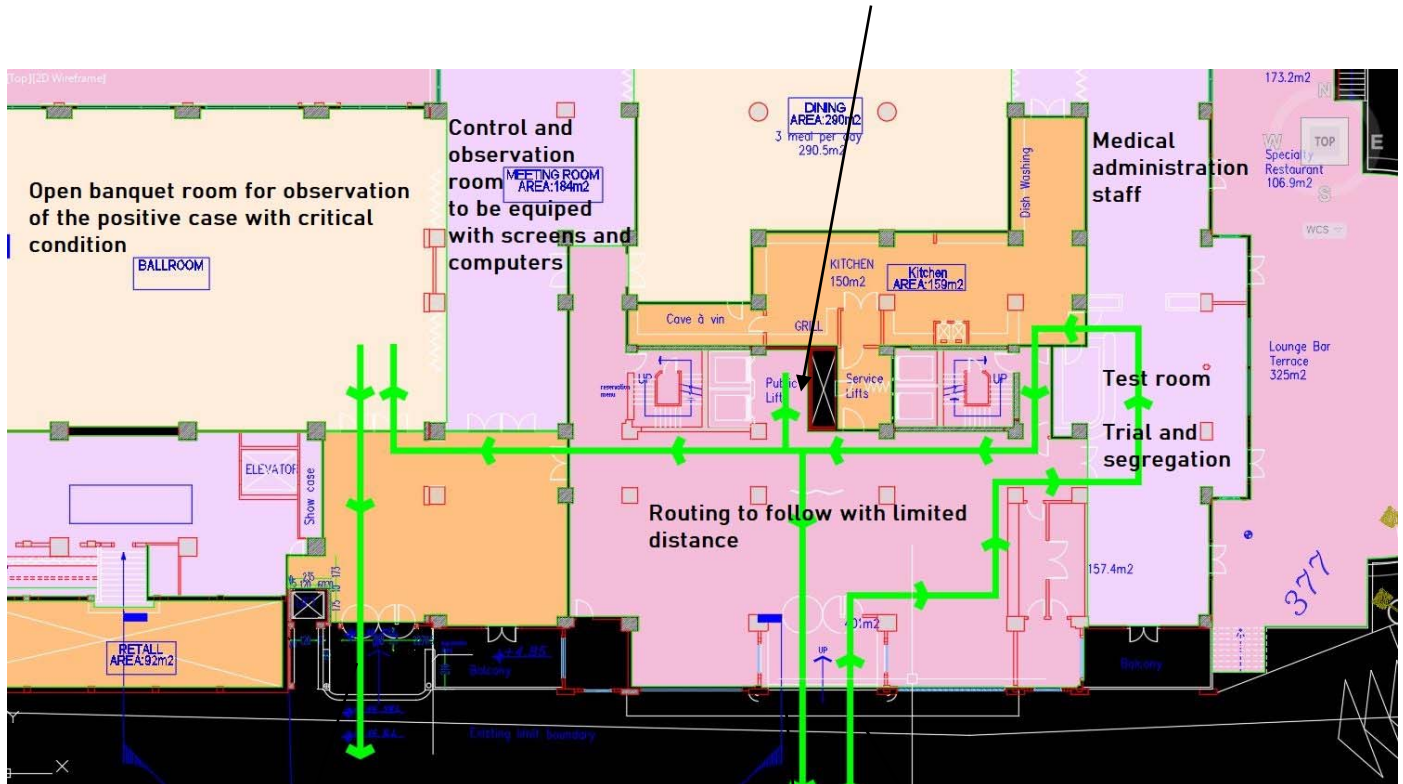 [Top][2D Wireframe]
173.2m2
N
W
TOP
E
S
WCS
DINING
AREA:290m2
3 meal per day
290.5m2
Control and
observation
room
MEETING ROOM
AREA:184m2
to be equiped
with screens and
computers
Open banquet room for observation
of the positive case with critical
condition
BALLROOM
Medical
administration
staff
Specialty
Restaurant
106.9m2
Dish Washing
KITCHEN
150m2
Kitchen
AREA:159m2
Cave à vin
GRILL
Public
Lift
Service
Lifts
UP
reservation
menu
Test room
Trial and
segregation
Lounge Bar
Terrace
325m2
ELEVATOR
Show case
Routing to follow with limited
distance
157.4m2
377
RETALL
AREA:92m2
UP
Balcony
Balcony
Existing Unit boundary
Y
X